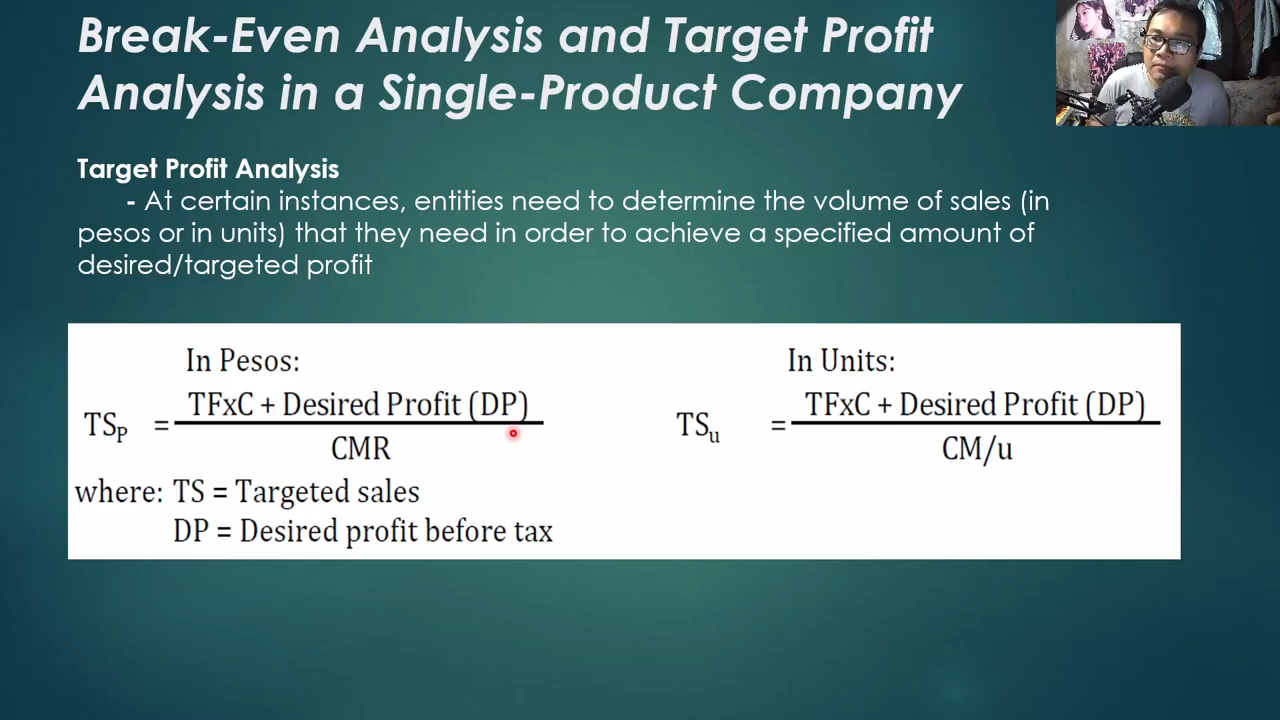 Break-Even Analysis and Target Profit
Analysis in a Single-Product Company
Target Profit Analysis
- At certain instances, entities need to determine the volume of sales (in
pesos or in units) that they need in order to achieve a specified amount of
desired/targeted profit
In Pesos:
TSP = TFxC + Desired Profit (DP)
CMR
where: TS = Targeted sales
DP = Desired profit before tax
In Units:
TSu = TFxC + Desired Profit (DP)
CM/u